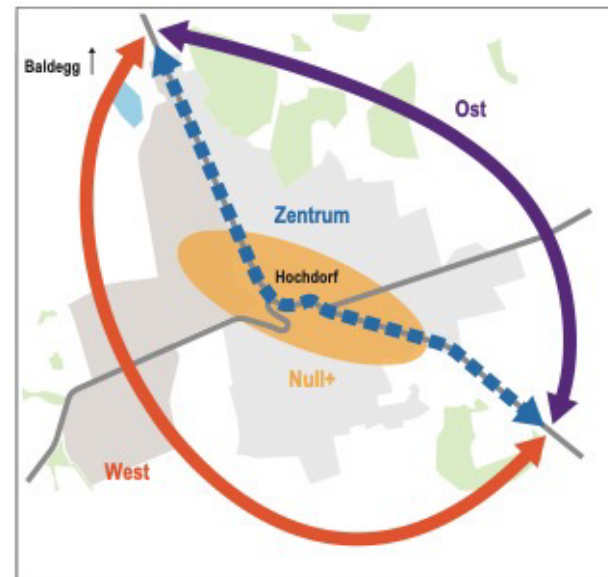 Baldegg ↑
Ost
Zentrum
Hochdorf
Null+
West